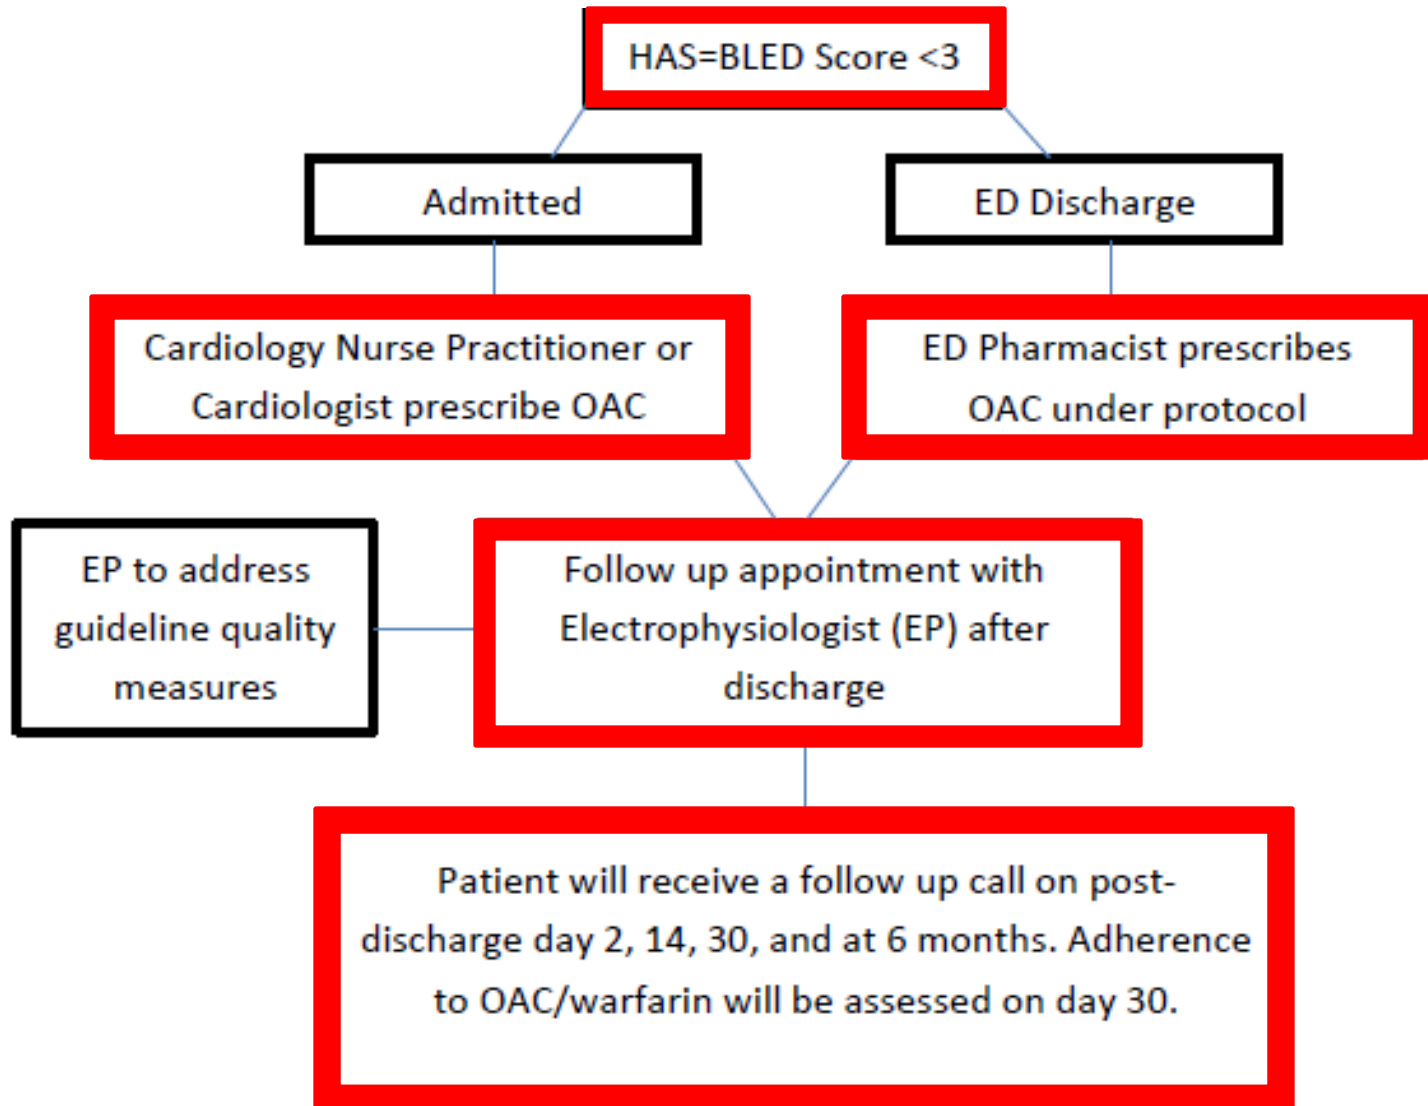 HAS=BLED Score <3
Admitted
ED Discharge
Cardiology Nurse Practitioner or
Cardiologist prescribe OAC
ED Pharmacist prescribes
OAC under protocol
EP to address
guideline quality
measures
Follow up appointment with
Electrophysiologist (EP) after
discharge
Patient will receive a follow up call on post-
discharge day 2, 14, 30, and at 6 months. Adherence
to OAC/warfarin will be assessed on day 30.